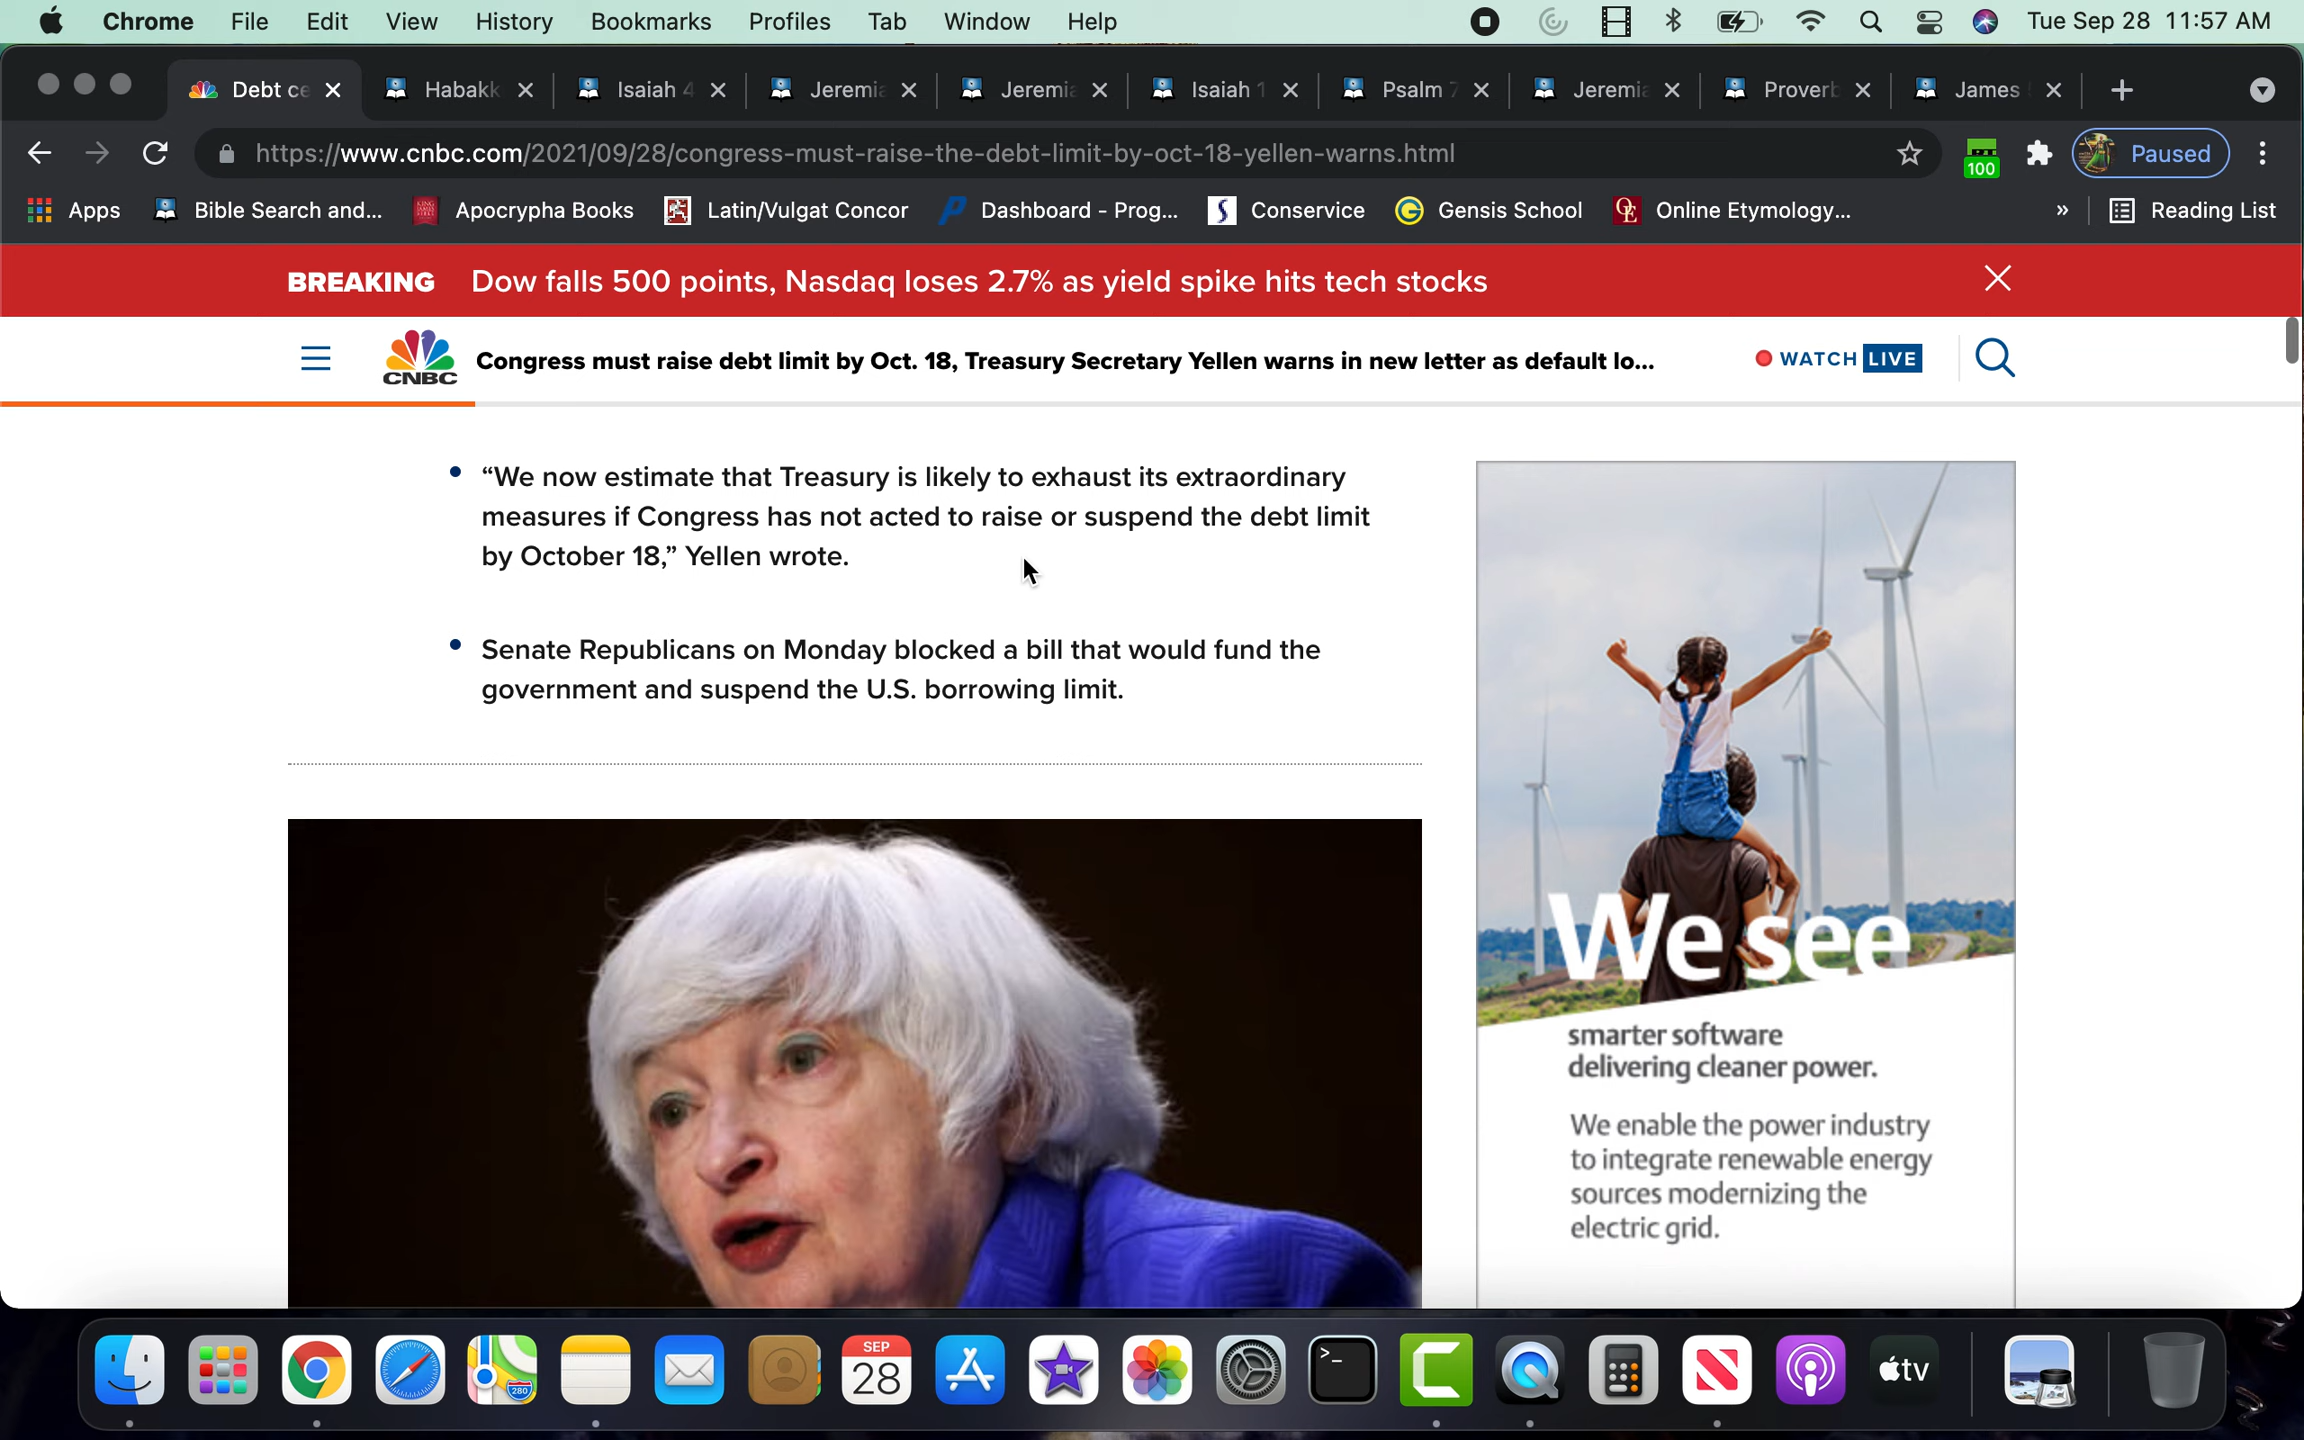 Chrome File Edit View History Bookmarks Profiles Tab Window Help Tue Sep 28 11:57 AM
Debt ce Habakk Isaiah 4 Jeremia Jeremia Isaiah 1 Psalm 7 Jeremia Proverb James
https://www.cnbc.com/2021/09/28/congress-must-raise-the-debt-limit-by-oct-18-yellen-warns.html 100 Paused
Apps Bible Search and... Apocrypha Books Latin/Vulgat Concor Dashboard - Prog... Conservice Gensis School Online Etymology... » Reading List
BREAKING Dow falls 500 points, Nasdaq loses 2.7% as yield spike hits tech stocks
CNBC Congress must raise debt limit by Oct. 18, Treasury Secretary Yellen warns in new letter as default lo... WATCH LIVE
• “We now estimate that Treasury is likely to exhaust its extraordinary
measures if Congress has not acted to raise or suspend the debt limit
by October 18,” Yellen wrote.
• Senate Republicans on Monday blocked a bill that would fund the
government and suspend the U.S. borrowing limit.
We see
smarter software
delivering cleaner power.
We enable the power industry
to integrate renewable energy
sources modernizing the
electric grid.
280 SEP 28 >_ tv